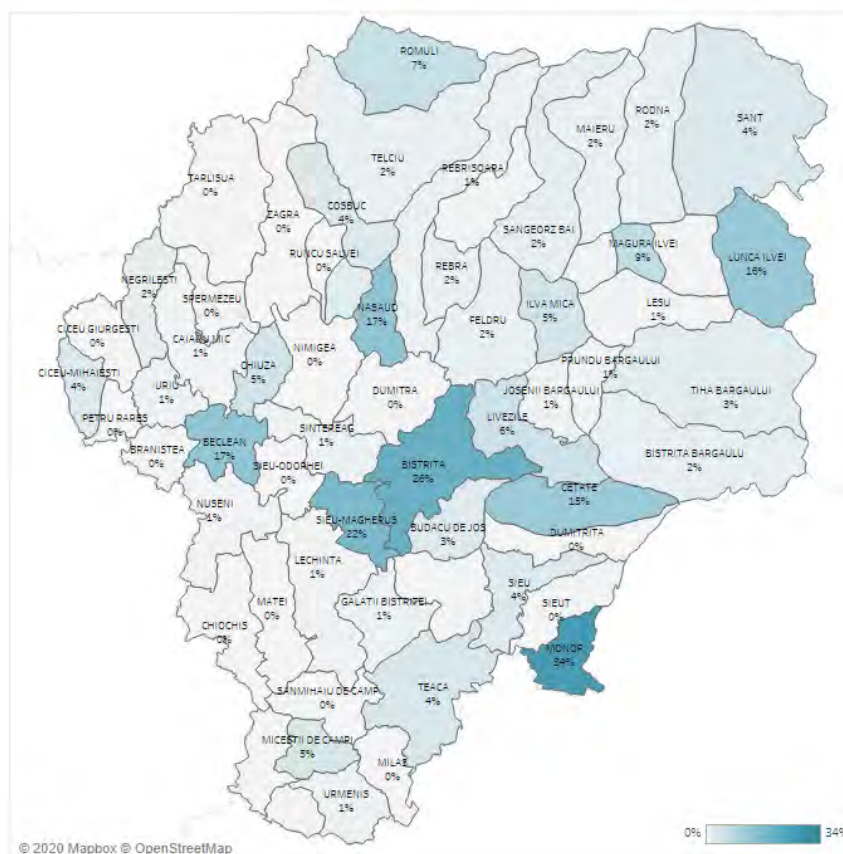 ROMULI
7%
RODNA
2%
SANT
4%
MAIERU
2%
TELCIU
2%
REBRISOARA
1%
TARLISUA
0%
COSBUC
4%
ZAGRA
0%
SANGEORZ BAI
2%
MAGURA ILVEI
9%
LUNCA ILVEI
16%
RUNCU SALVEI
0%
REBRA
2%
NEGRILESTI
2%
SPERMEZEU
0%
NASAUD
17%
ILVA MICA
5%
LESU
1%
FELDRU
2%
CICEU GIURGESTI
0%
CAIANU MIC
1%
NIMIGEA
0%
CHIUZA
5%
PRUNDU BARGAULUI
1%
CICEU-MIHAIESTI
4%
URIU
1%
DUMITRA
0%
JOSENII BARGAULUI
1%
TIHA BARGAULUI
3%
PETRU RARES
0%
LIVEZILE
6%
SINTEREAG
1%
BECLEAN
17%
BRANISTEA
0%
SIEU-ODORHEI
0%
BISTRITA
26%
BISTRITA BARGAULU
2%
CETATE
15%
NUSENI
1%
SIEU-MAGHERUS
22%
BUDACU DE JOS
3%
DUMITRITA
0%
LECHINTA
1%
SIEU
4%
MATEI
0%
GALATII BISTRITEI
1%
SIEUT
0%
CHIOCHIS
0%
MONOR
34%
TEACA
4%
SANMIHAIU DE CAMP
0%
MICESTII DE CAMPI
5%
MILAS
0%
URMENIS
1%
0% 34%
© 2020 Mapbox © OpenStreetMap